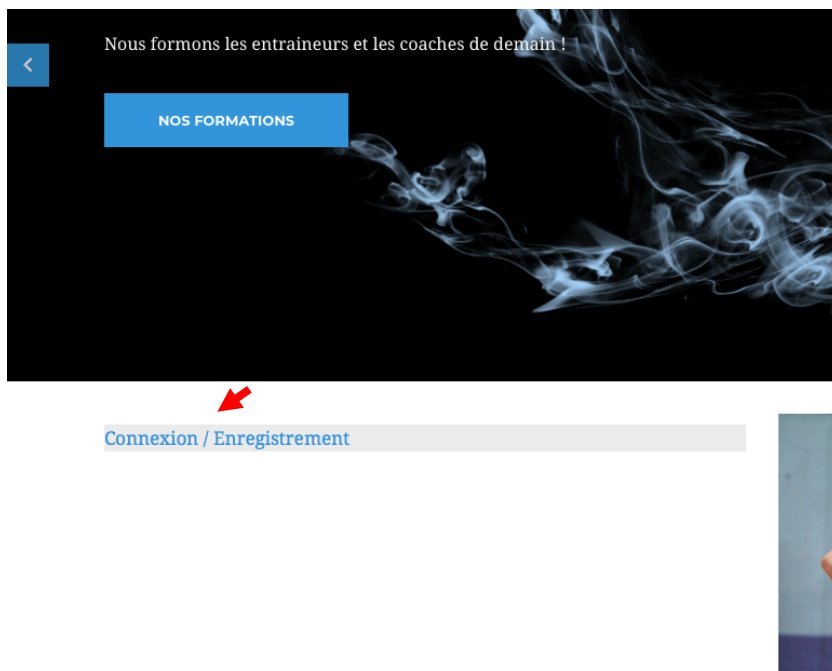 Nous formons les entraineurs et les coaches de demain !
NOS FORMATIONS
Connexion / Enregistrement